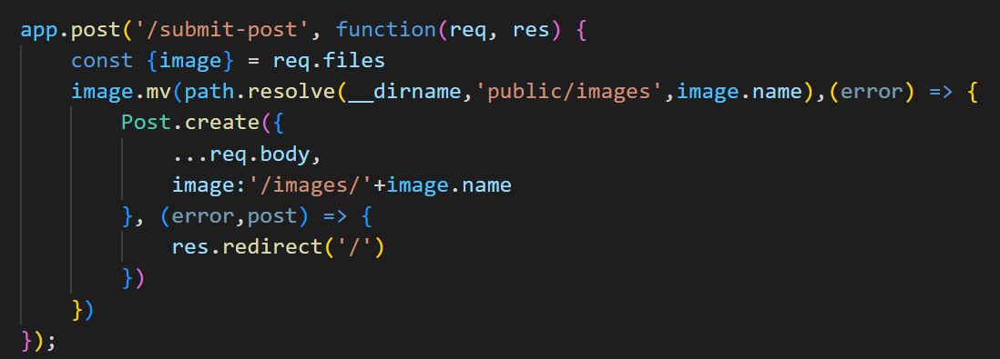 app.post('/submit-post', function(req, res) {
    const {image} = req.files
    image.mv(path.resolve(__dirname,'public/images',image.name),(error) => {
        Post.create({
            ...req.body,
            image:'/images/'+image.name
        }, (error,post) => {
            res.redirect('/')
        })
    })
});